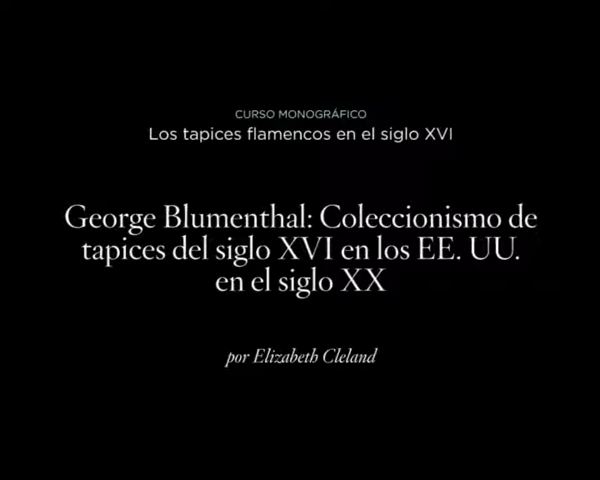 CURSO MONOGRÁFICO
Los tapices flamencos en el siglo XVI
George Blumenthal: Coleccionismo de
tapices del siglo XVI en los EE. UU.
en el siglo XX
por Elizabeth Cleland